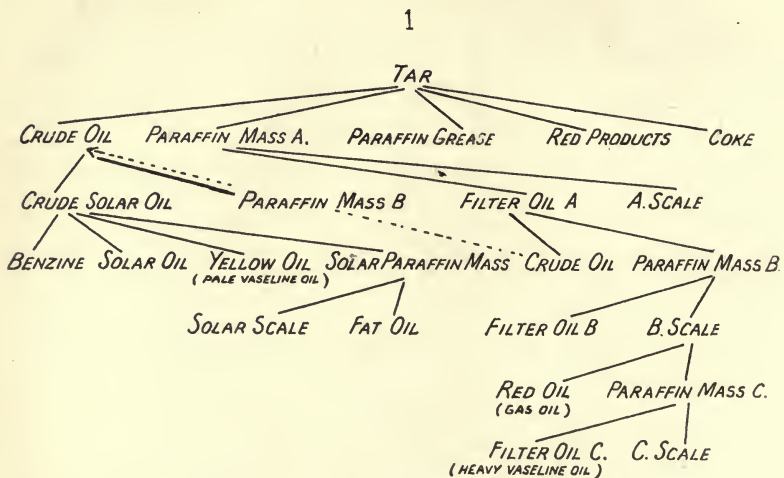 1
TAR
CRUDE OIL PARAFFIN MASS A. PARAFFIN GREASE RED PRODUCTS COKE
CRUDE SOLAR OIL PARAFFIN MASS B FILTER OIL A A. SCALE
BENZINE SOLAR OIL YELLOW OIL SOLAR PARAFFIN MASS CRUDE OIL PARAFFIN MASS B.
(PALE VASELINE OIL)
SOLAR SCALE FAT OIL FILTER OIL B B. SCALE
RED OIL PARAFFIN MASS C.
(GAS OIL)
FILTER OIL C. C. SCALE
(HEAVY VASELINE OIL)